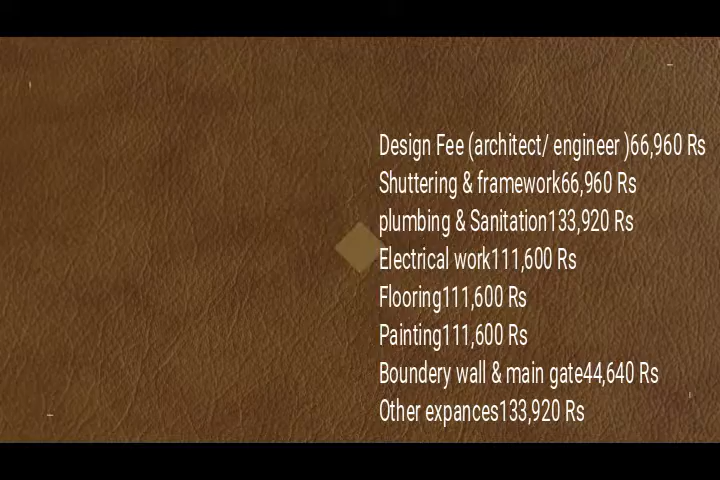 Design Fee (architect/ engineer )66,960 Rs
Shuttering & framework66,960 Rs
plumbing & Sanitation133,920 Rs
Electrical work111,600 Rs
Flooring111,600 Rs
Painting111,600 Rs
Boundery wall & main gate44,640 Rs
Other expances133,920 Rs